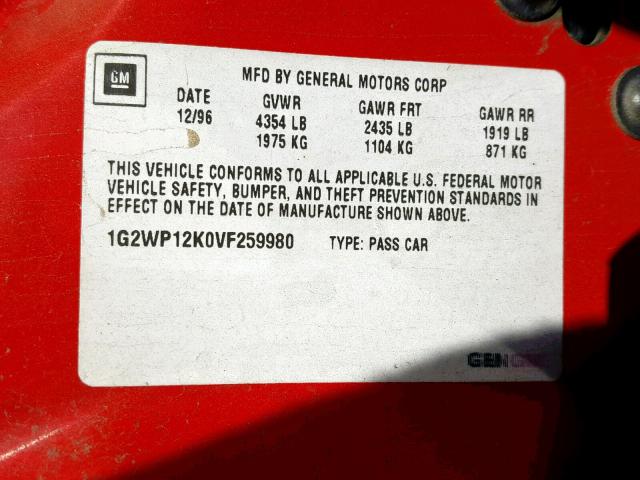 GM
MFD BY GENERAL MOTORS CORP
DATE GVWR GAWR FRT GAWR RR
12/96 4354 LB 2435 LB 1919 LB
1975 KG 1104 KG 871 KG
THIS VEHICLE CONFORMS TO ALL APPLICABLE U.S. FEDERAL MOTOR
VEHICLE SAFETY, BUMPER, AND THEFT PREVENTION STANDARDS IN
EFFECT ON THE DATE OF MANUFACTURE SHOWN ABOVE.
1G2WP12K0VF259980 TYPE: PASS CAR